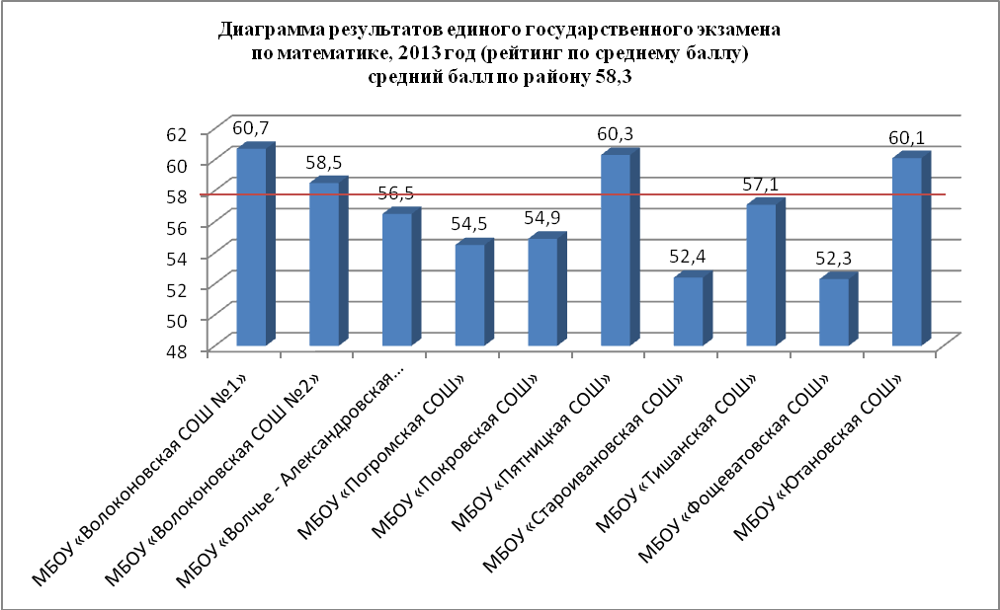 Диаграмма результатов единого государственного экзамена
по математике, 2013 год (рейтинг по среднему баллу)
средний балл по району 58,3
62
60
58
56
54
52
50
48
60,7
58,5
56,5
54,5
54,9
60,3
52,4
57,1
52,3
60,1
МБОУ «Волоконовская СОШ №1»
МБОУ «Волоконовская СОШ №2»
МБОУ «Волчье - Александровская...
МБОУ «Погромская СОШ»
МБОУ «Покровская СОШ»
МБОУ «Пятницкая СОШ»
МБОУ «Староивановская СОШ»
МБОУ «Тишанская СОШ»
МБОУ «Фощеватовская СОШ»
МБОУ «Ютановская СОШ»